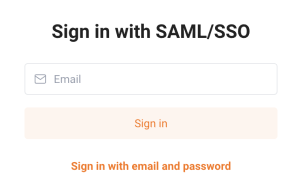 Sign in with SAML/SSO
Email
Sign in
Sign in with email and password